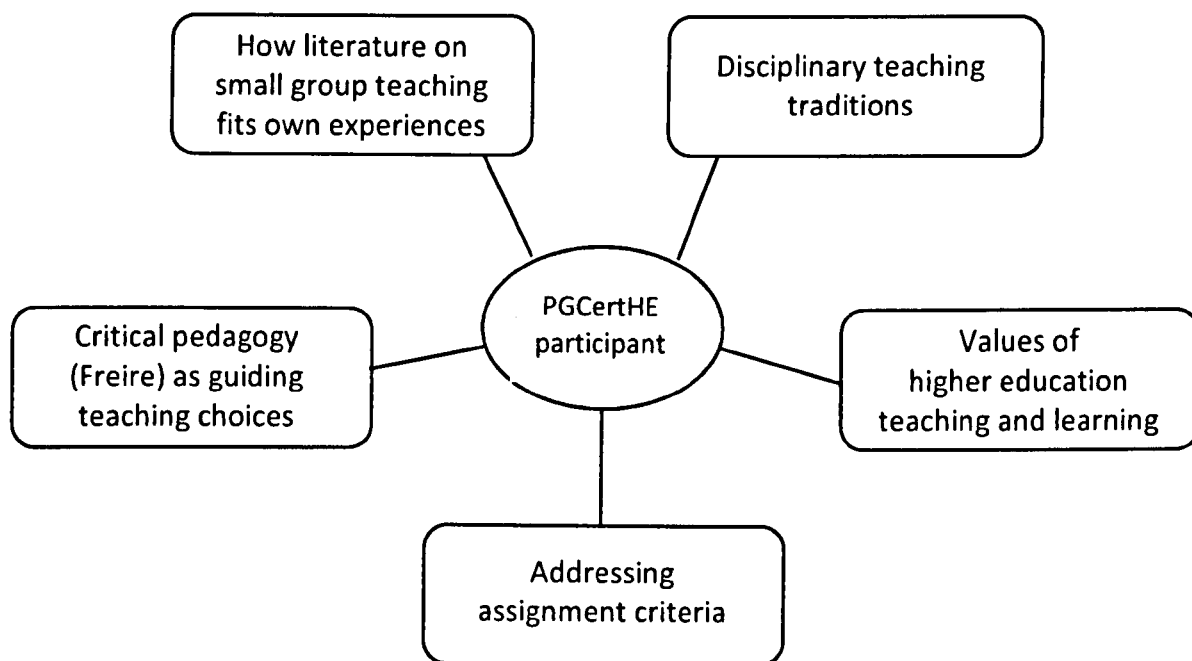 How literature on
small group teaching
fits own experiences
Disciplinary teaching
traditions
PGCertHE
participant
Critical pedagogy
(Freire) as guiding
teaching choices
Values of
higher education
teaching and learning
Addressing
assignment criteria